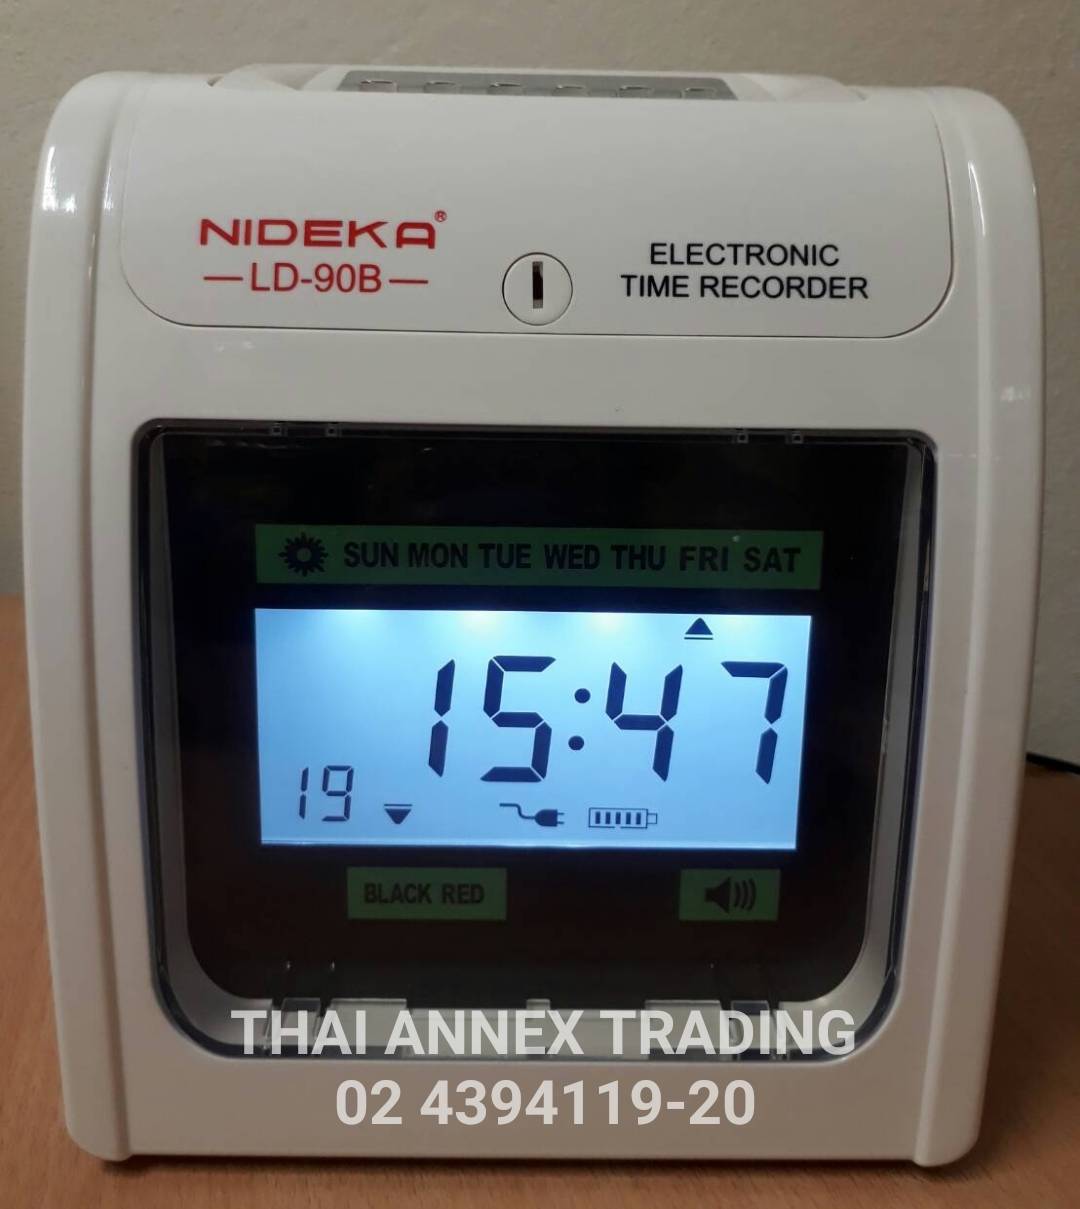 NIDEKA®
—LD-90B—
ELECTRONIC
TIME RECORDER
SUN MON TUE WED THU FRI SAT
15:47
19
BLACK RED
THAI ANNEX TRADING
02 4394119-20